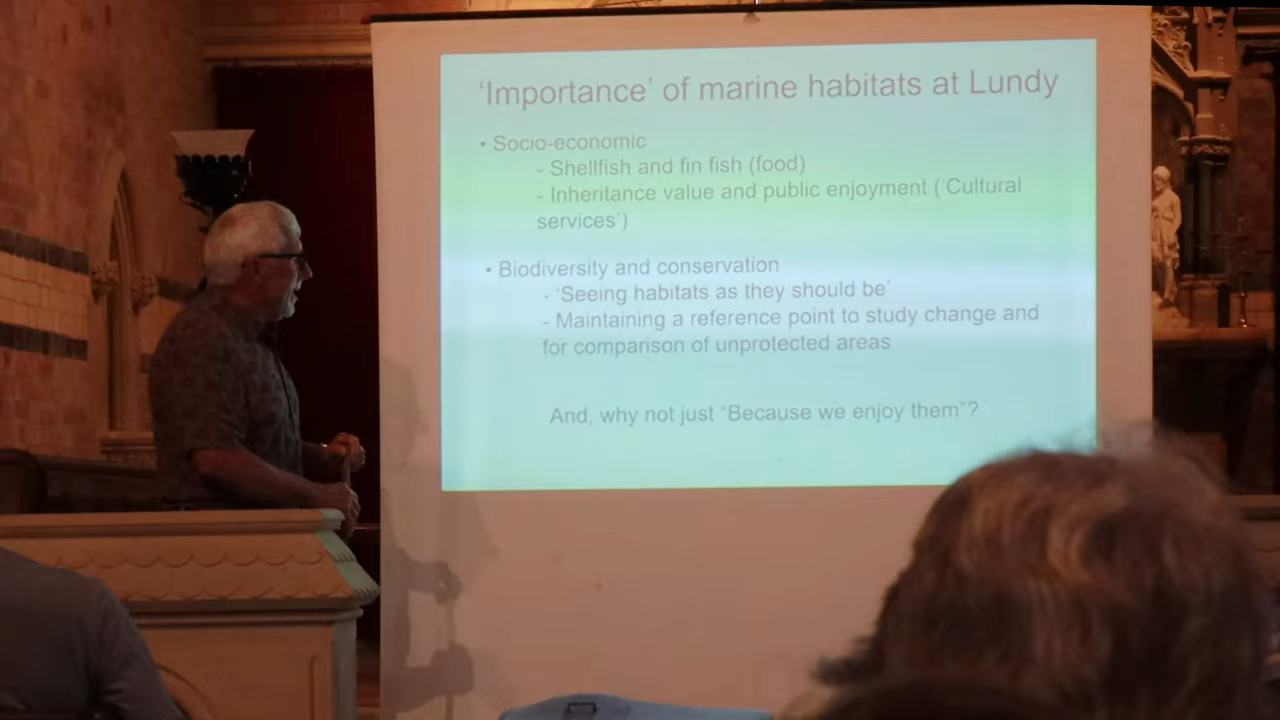 ‘Importance’ of marine habitats at Lundy
• Socio-economic
- Shellfish and fin fish (food)
- Inheritance value and public enjoyment (‘Cultural
services’)
• Biodiversity and conservation
- ‘Seeing habitats as they should be’
- Maintaining a reference point to study change and
for comparison of unprotected areas
And, why not just “Because we enjoy them”?